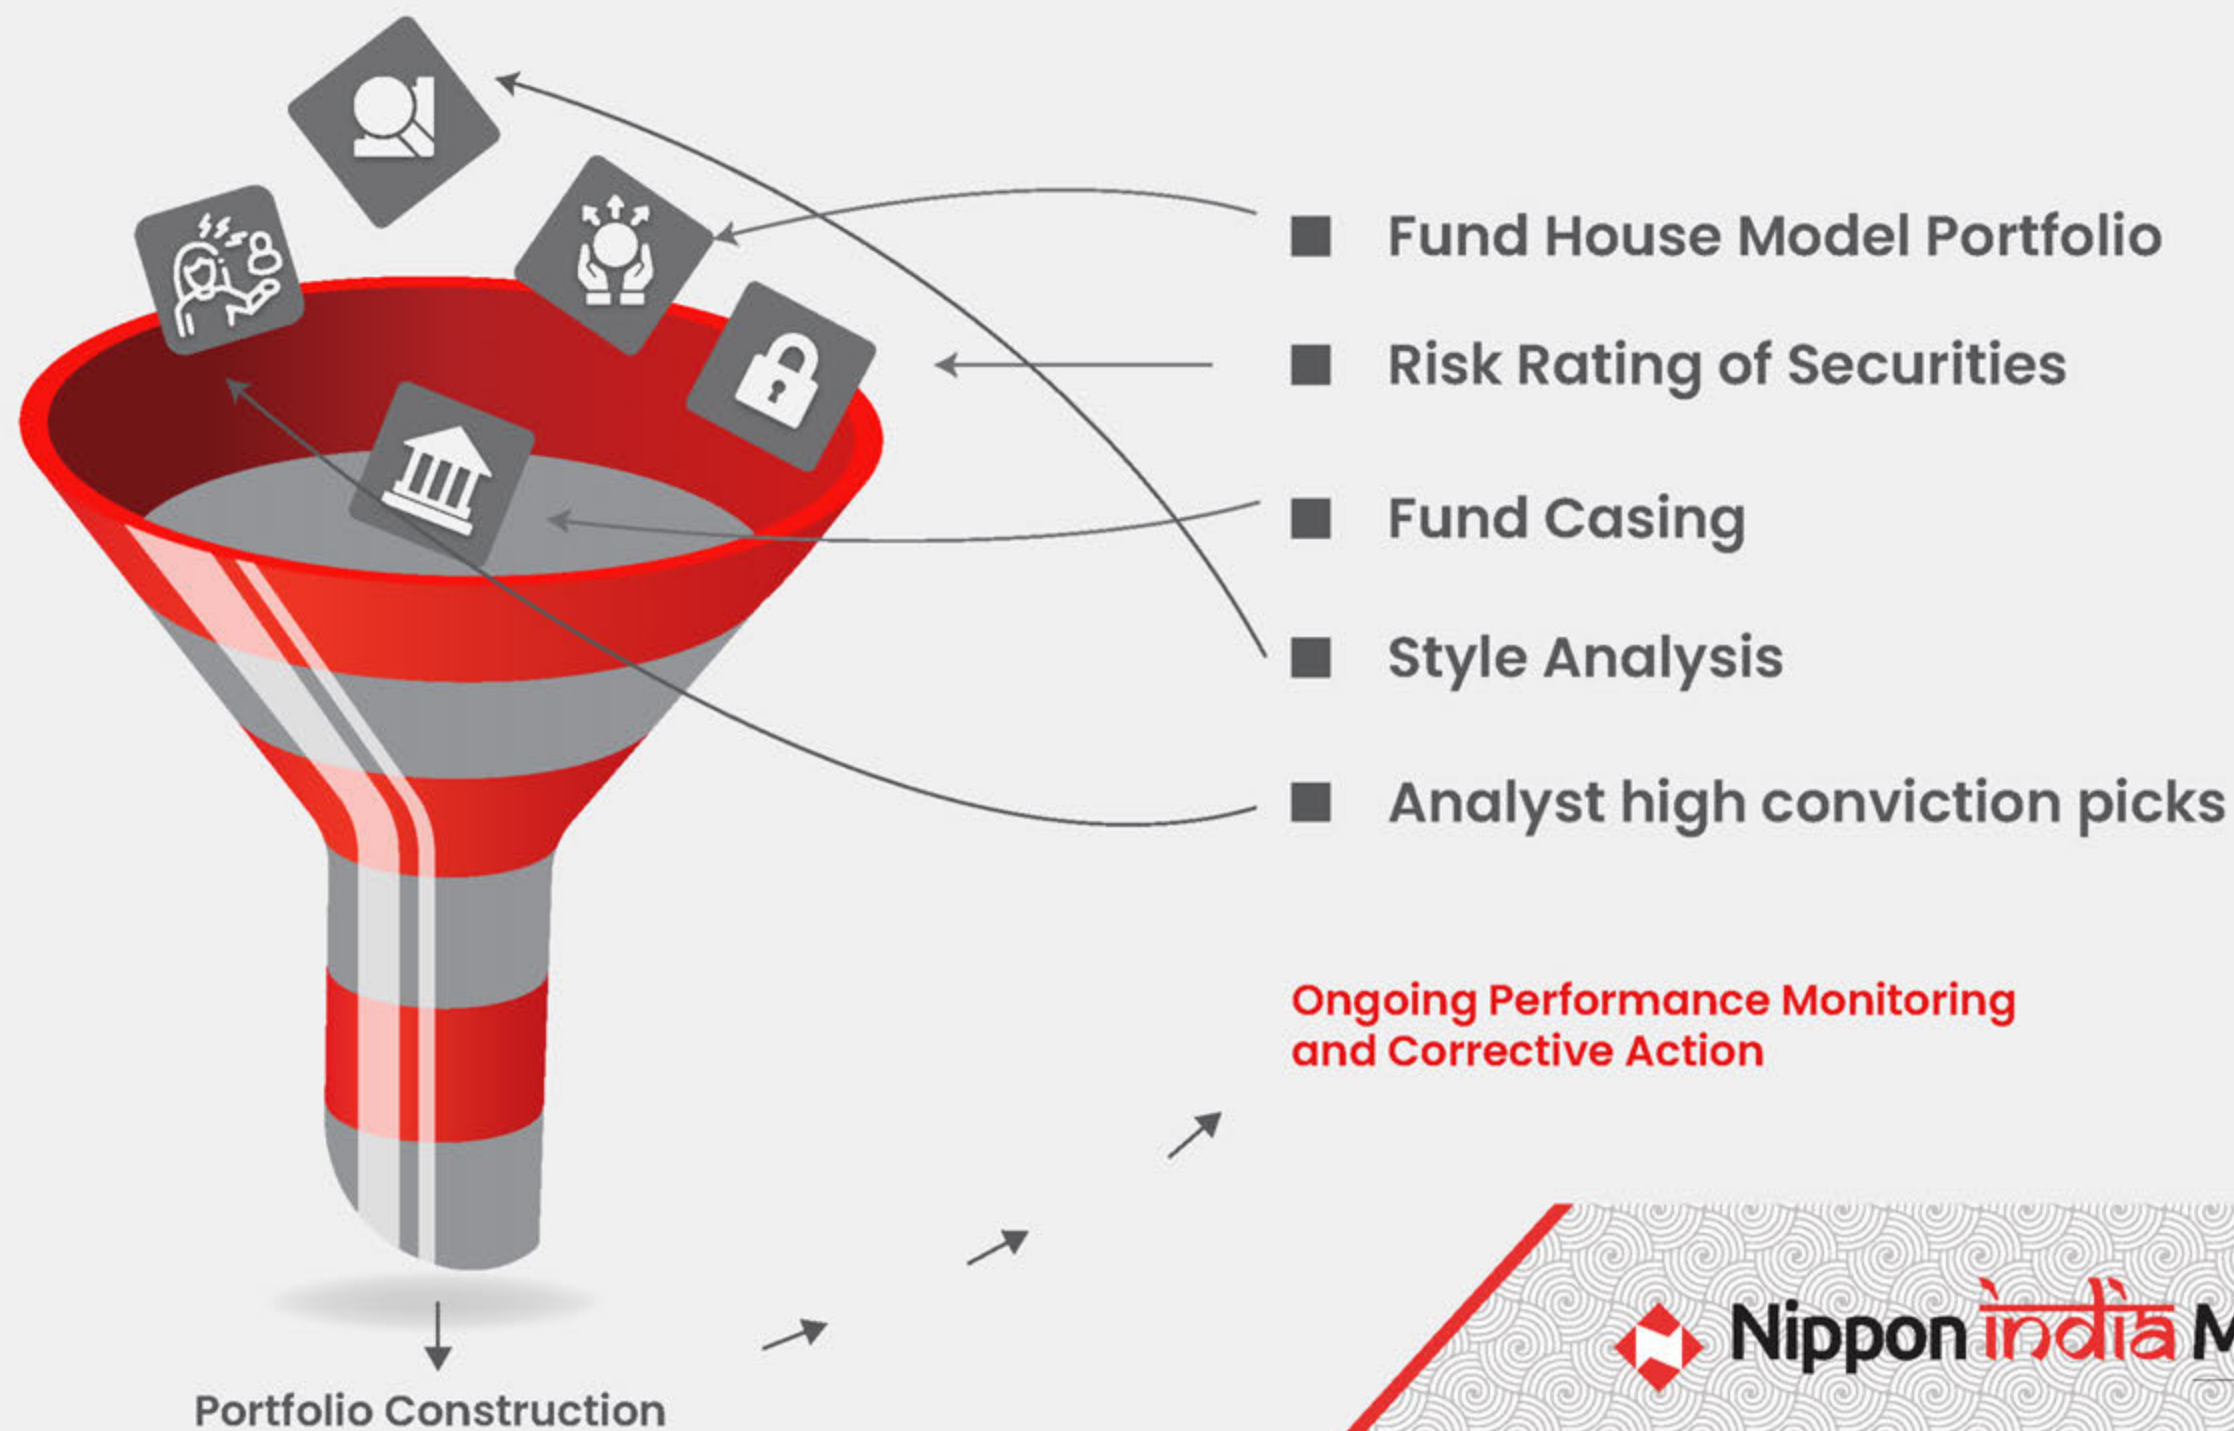 Fund House Model Portfolio
Risk Rating of Securities
Fund Casing
Style Analysis
Analyst high conviction picks
Ongoing Performance Monitoring
and Corrective Action
Portfolio Construction
Nippon india